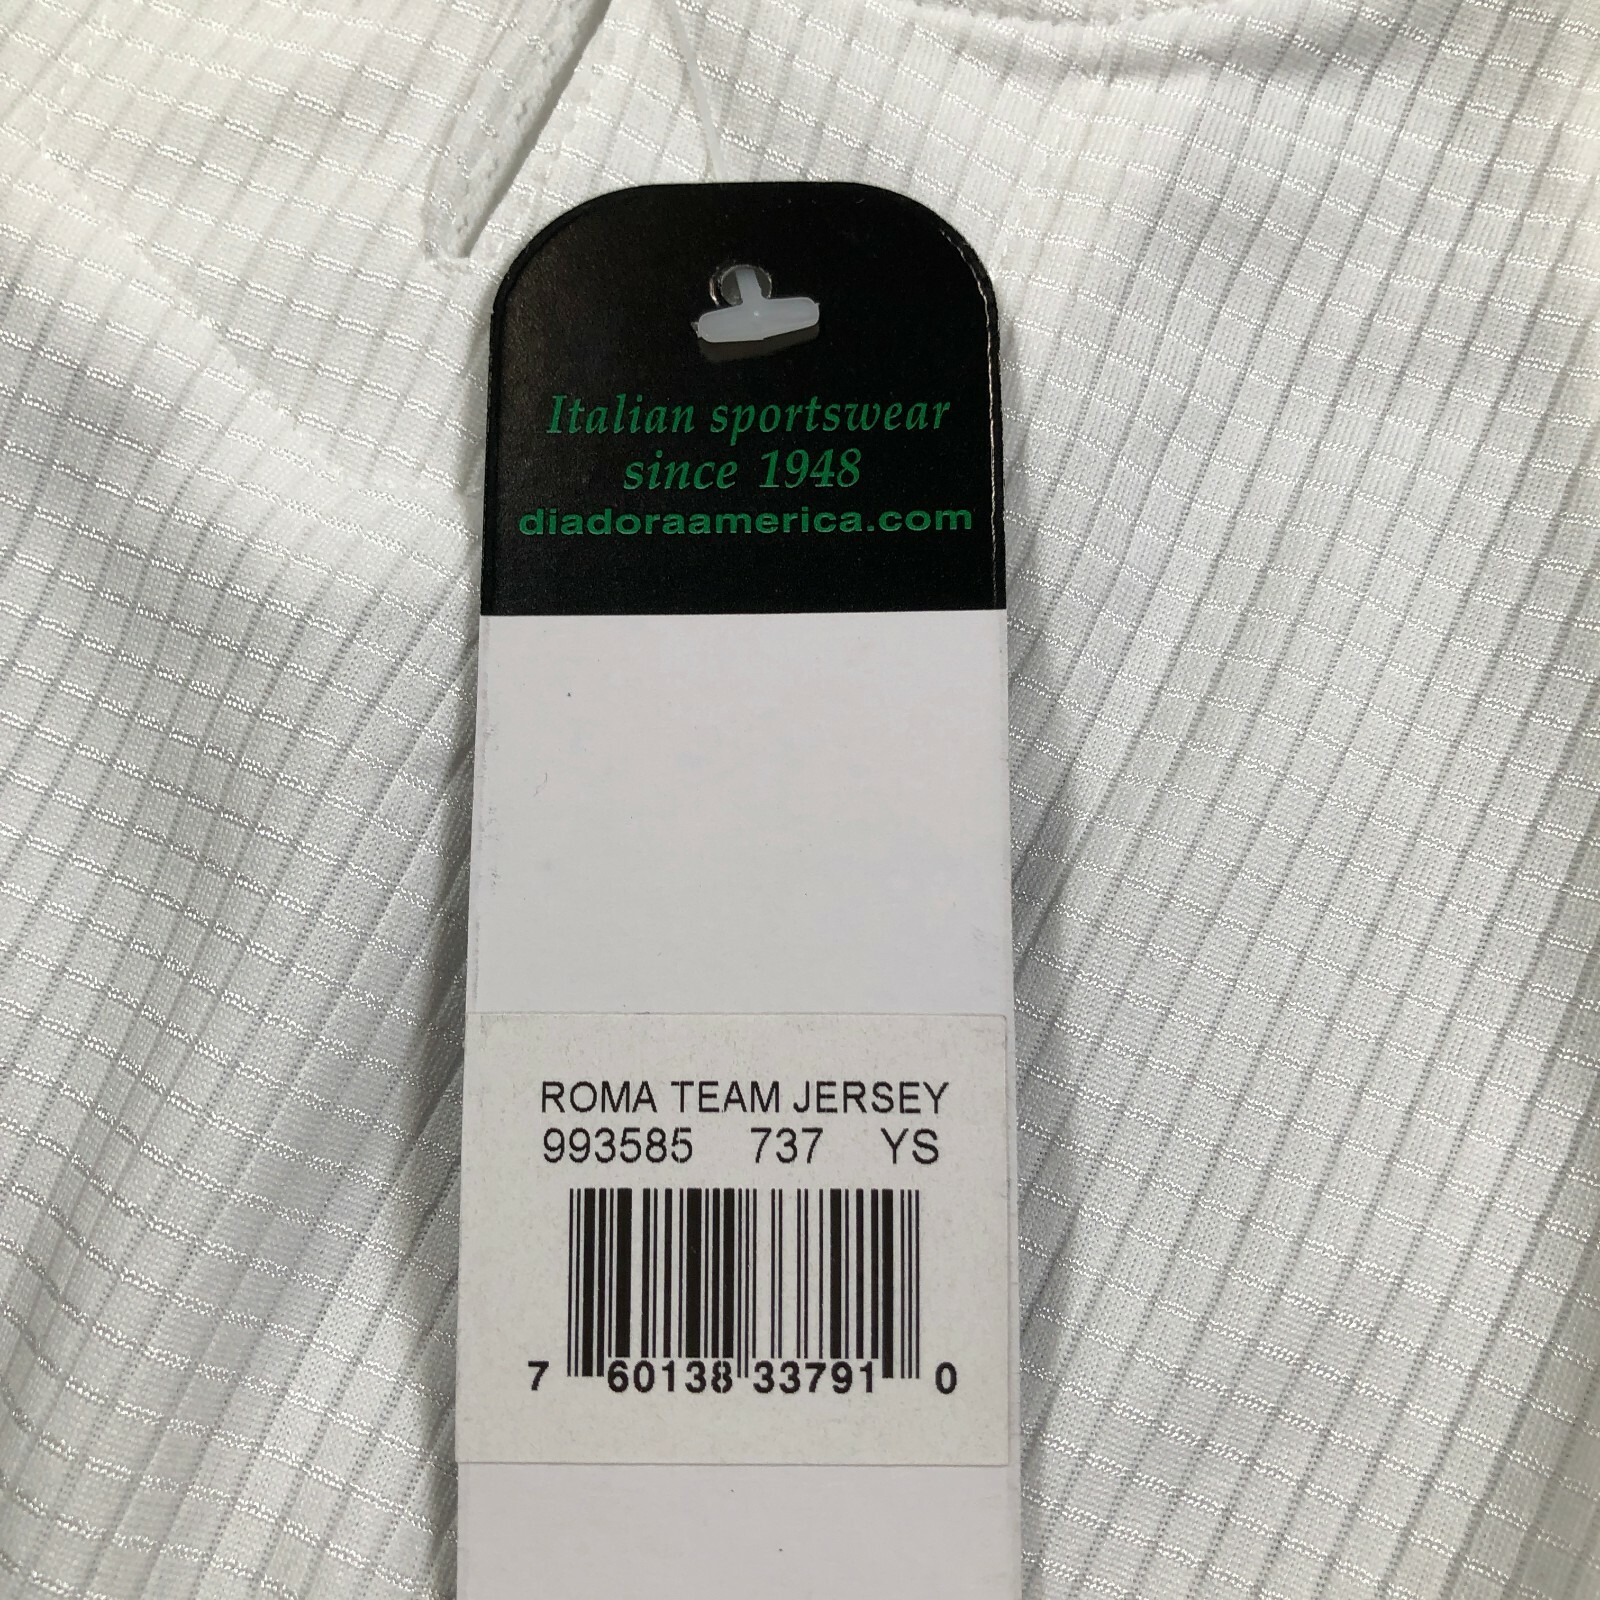 Italian sportswear
since 1948
diadoraamerica.com
ROMA TEAM JERSEY
993585 737 YS
7 60138 33791 0